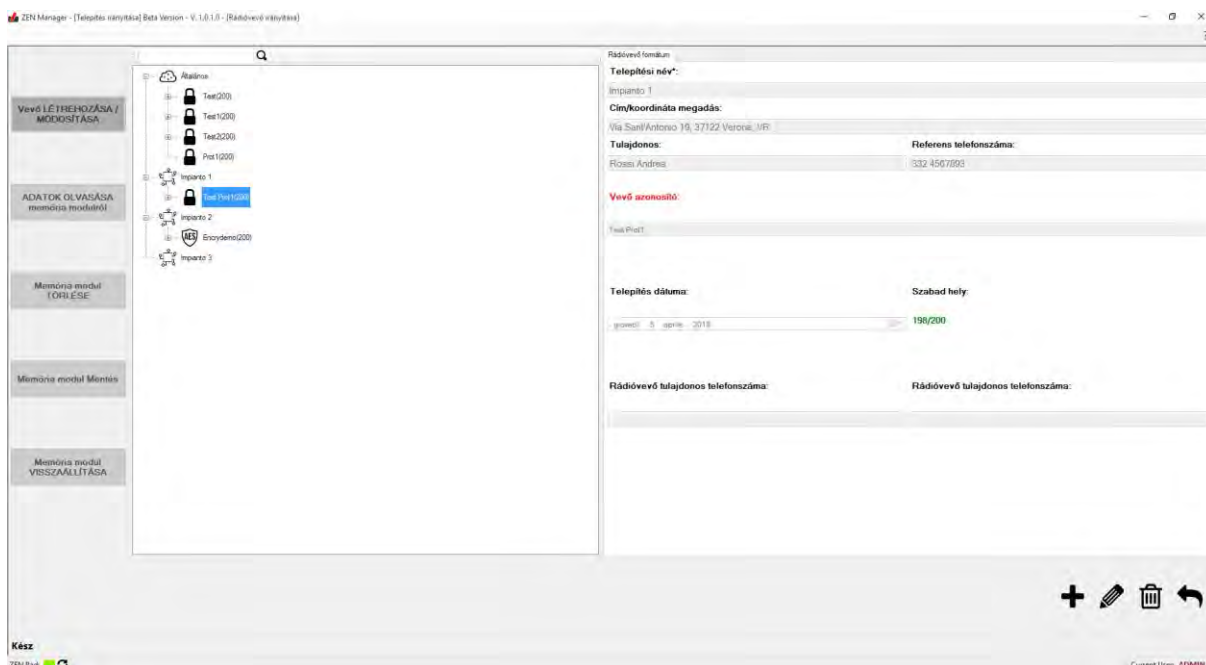 ZEN Manager - [Telepítés irányítása] Beta Version - V. 1.0.1.0 - [Rádióvevő irányítása]
Vevő LÉTREHOZÁSA /
MÓDOSÍTÁSA
ADATOK OLVASÁSA
memória modulról
Memória modul
TÖRLÉSE
Memória modul Mentés
Memória modul
VISSZAÁLLÍTÁSA
Általános
Test(200)
Test1(200)
Test2(200)
Prot1(200)
Impianto 1
Test Prot1(200)
Impianto 2
AES Encrydemo(200)
Impianto 3
Rádióvevő formátum
Telepítési név*:
Impianto 1
Cím/koordináta megadás:
Via Sant'Antonio 19, 37122 Verona, VR
Tulajdonos:
Referens telefonszáma:
Rossi Andrea
332 4567893
Vevő azonosító:
Test Prot1
Telepítés dátuma:
Szabad hely:
giovedì 5 aprile 2018
198/200
Rádióvevő tulajdonos telefonszáma:
Rádióvevő tulajdonos telefonszáma:
Kész
ZEN Port
Current User: ADMIN